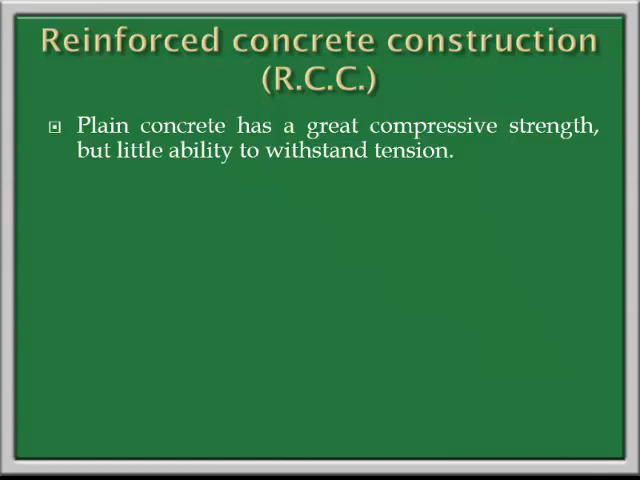 Reinforced concrete construction
(R.C.C.)
Plain concrete has a great compressive strength,
but little ability to withstand tension.